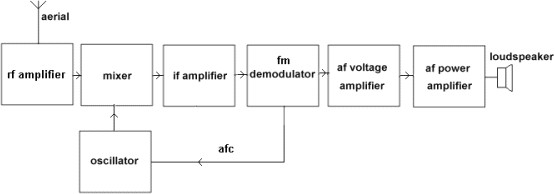 aerial
rf amplifier
mixer
if amplifier
fm
demodulator
af voltage
amplifier
af power
amplifier
loudspeaker
oscillator
afc